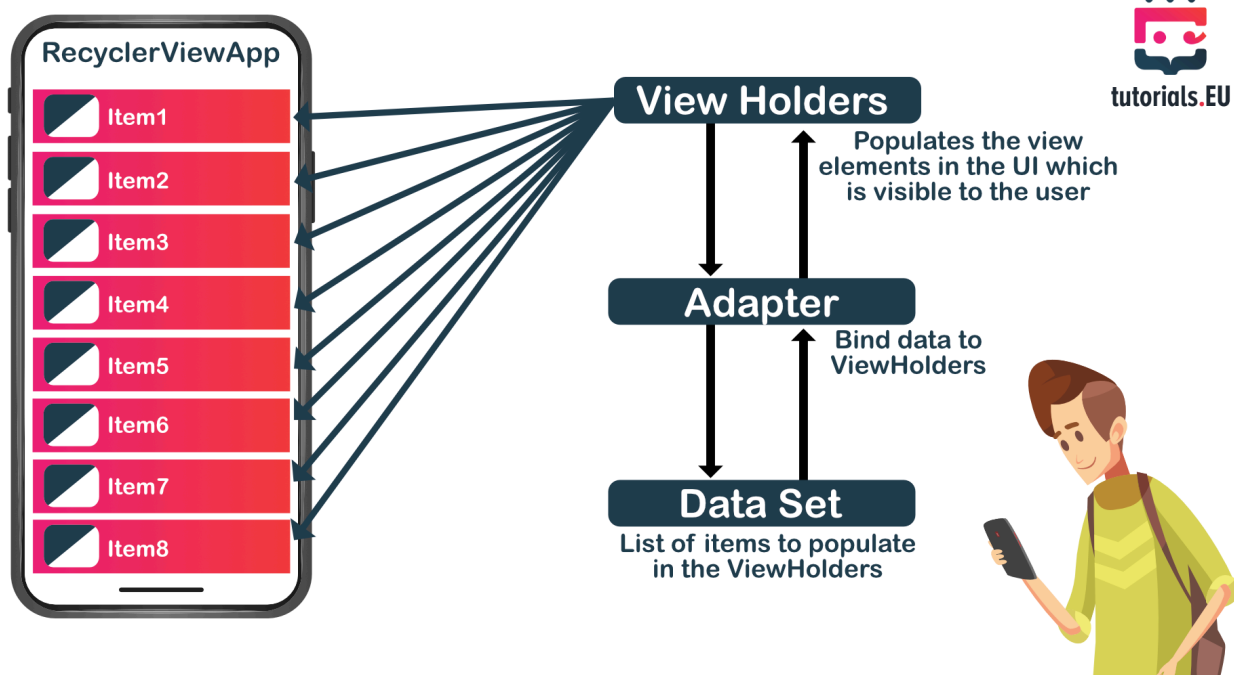 RecyclerViewApp
Item1
Item2
Item3
Item4
Item5
Item6
Item7
Item8
View Holders
Populates the view
elements in the UI which
is visible to the user
Adapter
Bind data to
ViewHolders
Data Set
List of items to populate
in the ViewHolders
tutorials.EU